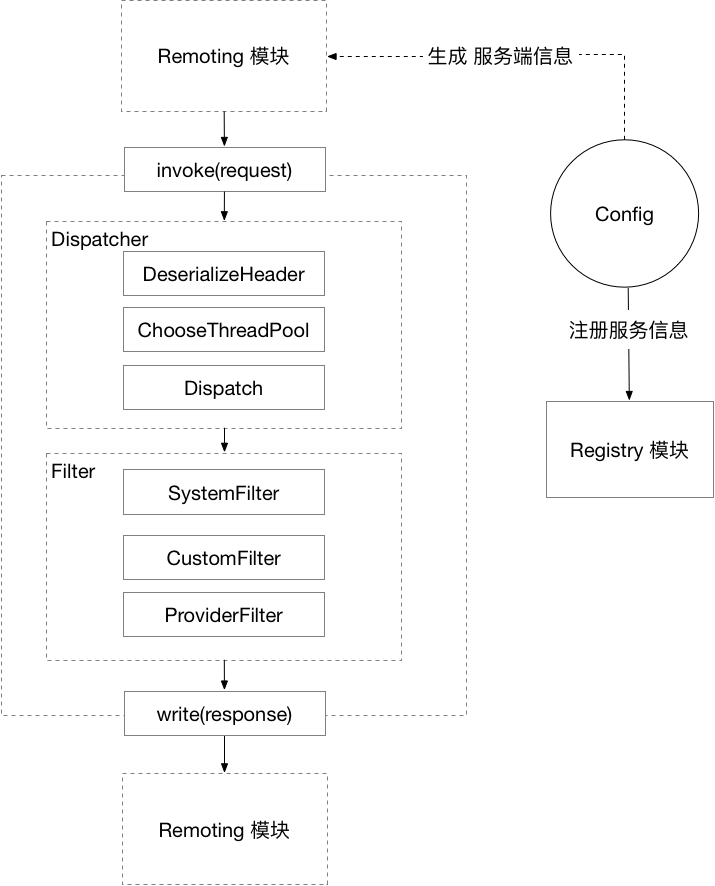 Remoting 模块
生成 服务端信息
invoke(request)
Config
Dispatcher
DeserializeHeader
ChooseThreadPool
注册服务信息
Dispatch
Registry 模块
Filter
SystemFilter
CustomFilter
ProviderFilter
write(response)
Remoting 模块